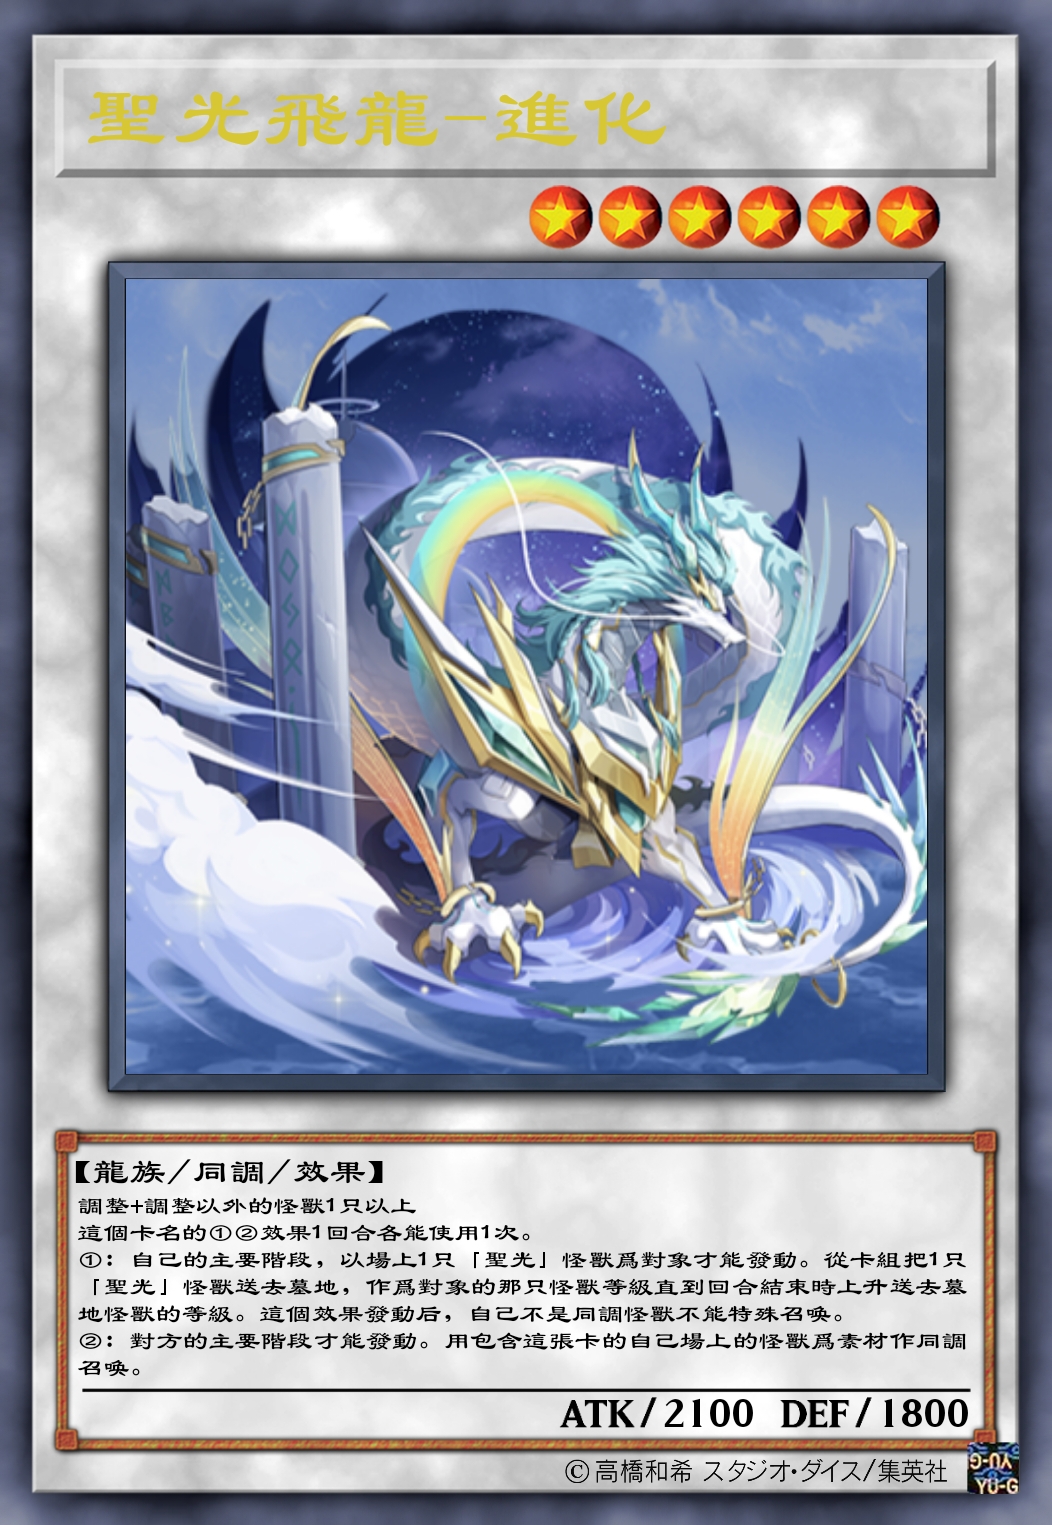 聖光飛龍-進化
【龍族／同調／效果】
調整+調整以外的怪獸1只以上
這個卡名的①②效果1回合各能使用1次。
①：自己的主要階段，以場上1只「聖光」怪獸爲對象才能發動。從卡組把1只
「聖光」怪獸送去墓地，作爲對象的那只怪獸等級直到回合結束時上升送去墓
地怪獸的等級。這個效果發動后，自己不是同調怪獸不能特殊召喚。
②：對方的主要階段才能發動。用包含這張卡的自己場上的怪獸爲素材作同調
召喚。
ATK/2100 DEF/1800
©高橋和希 スタジオ·ダイス/集英社